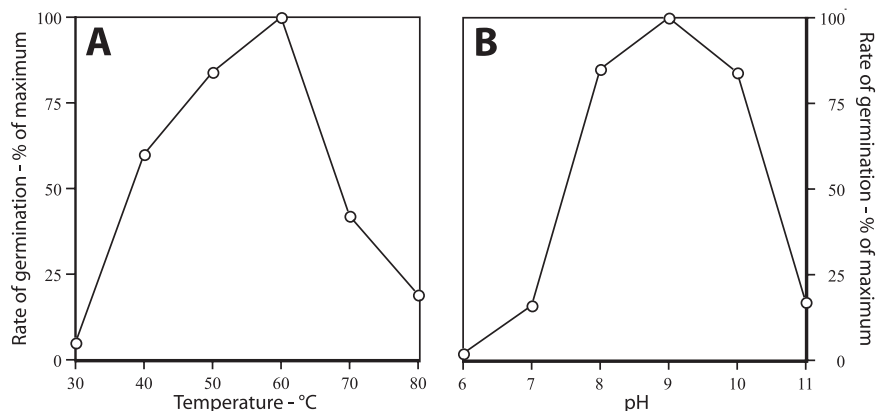 A
Rate of germination - % of maximum
100
75
50
25
0
30 40 50 60 70 80
Temperature - °C
B
6 7 8 9 10 11
pH
100
75
50
25
0
Rate of germination - % of maximum